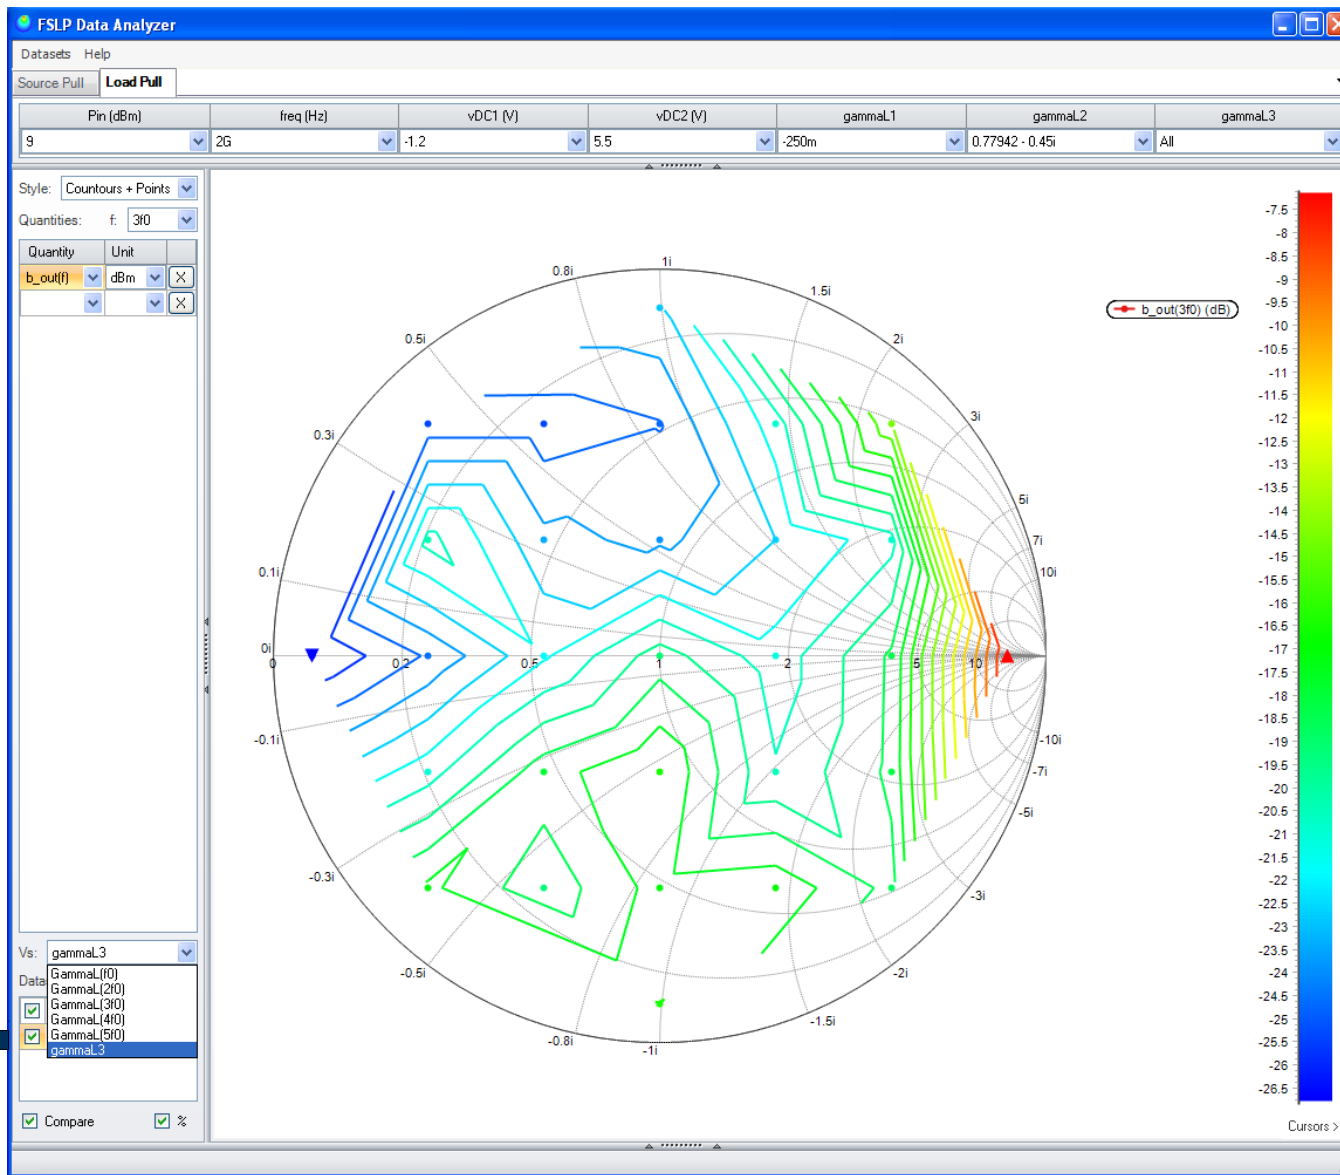 FSLP Data Analyzer
Datasets Help
Source Pull Load Pull
Pin (dBm) freq (Hz) vDC1 (V) vDC2 (V) gammaL1 gammaL2 gammaL3
9 2G -1.2 5.5 -250m 0.77942 - 0.45i All
Style: Countours + Points
Quantities: f: 3f0
Quantity Unit
b_out(f) dBm X
X
1i
0.8i
1.5i
0.5i
2i
0.3i
3i
5i
7i
0.1i
10i
0i
0 0.2 0.5 1 2 5 10
-0.1i
-10i
-7i
-5i
-0.3i
-3i
-0.5i
-2i
-0.8i
-1.5i
-1i
b_out(3f0) (dB)
-7.5
-8
-8.5
-9
-9.5
-10
-10.5
-11
-11.5
-12
-12.5
-13
-13.5
-14
-14.5
-15
-15.5
-16
-16.5
-17
-17.5
-18
-18.5
-19
-19.5
-20
-20.5
-21
-21.5
-22
-22.5
-23
-23.5
-24
-24.5
-25
-25.5
-26
-26.5
Vs: gammaL3
GammaL(f0)
GammaL(2f0)
GammaL(3f0)
GammaL(4f0)
GammaL(5f0)
gammaL3
Compare %
Cursors >